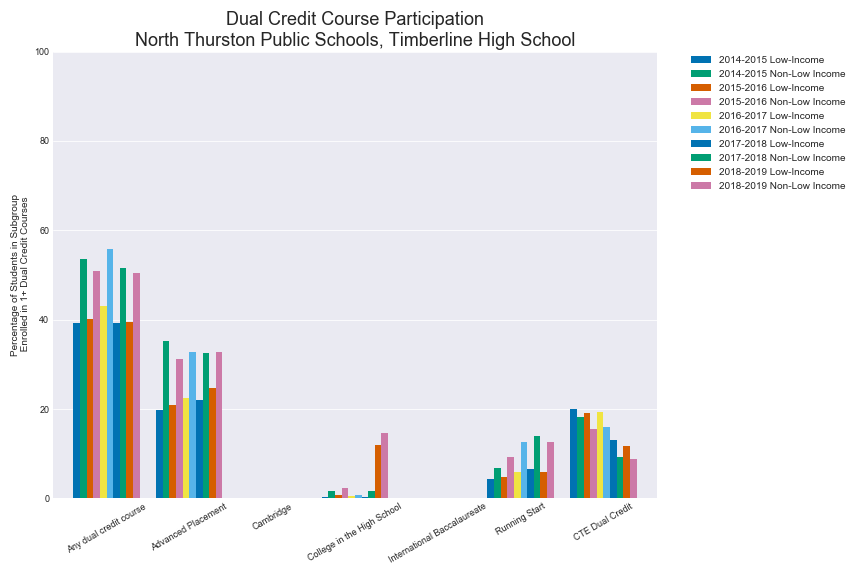 Dual Credit Course Participation
North Thurston Public Schools, Timberline High School
Percentage of Students in Subgroup
Enrolled in 1+ Dual Credit Courses
100
80
60
40
20
0
Any dual credit course
Advanced Placement
Cambridge
College in the High School
International Baccalaureate
Running Start
CTE Dual Credit
2014-2015 Low-Income
2014-2015 Non-Low Income
2015-2016 Low-Income
2015-2016 Non-Low Income
2016-2017 Low-Income
2016-2017 Non-Low Income
2017-2018 Low-Income
2017-2018 Non-Low Income
2018-2019 Low-Income
2018-2019 Non-Low Income